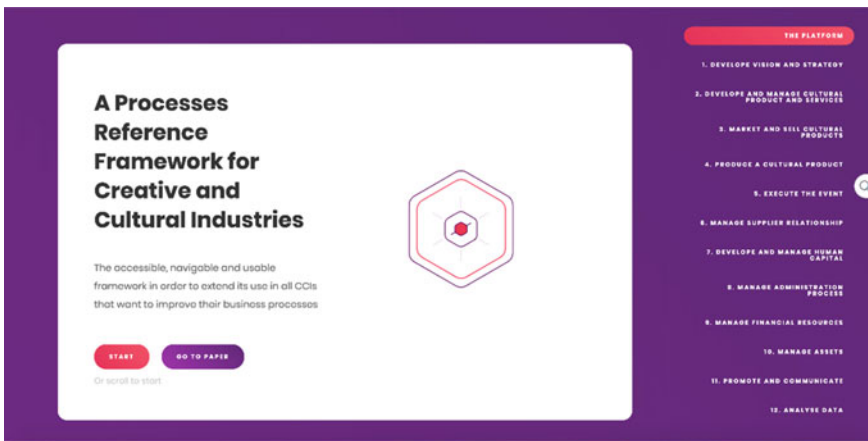 A Processes
Reference
Framework for
Creative and
Cultural Industries
The accessible, navigable and usable
framework in order to extend its use in all CCIs
that want to improve their business processes
START
GO TO PAPER
Or scroll to start
THE PLATFORM
1. DEVELOPE VISION AND STRATEGY
2. DEVELOPE AND MANAGE CULTURAL
PRODUCT AND SERVICES
3. MARKET AND SELL CULTURAL
PRODUCTS
4. PRODUCE A CULTURAL PRODUCT
5. EXECUTE THE EVENT
6. MANAGE SUPPLIER RELATIONSHIP
7. DEVELOPE AND MANAGE HUMAN
CAPITAL
8. MANAGE ADMINISTRATION
PROCESS
9. MANAGE FINANCIAL RESOURCES
10. MANAGE ASSETS
11. PROMOTE AND COMMUNICATE
12. ANALYSE DATA